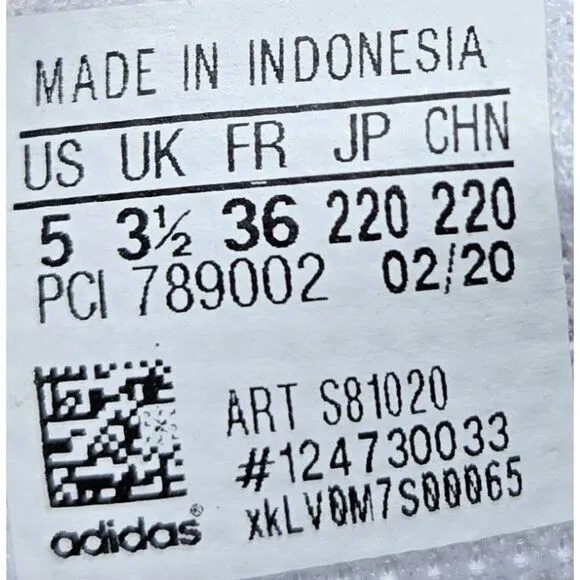 MADE IN INDONESIA
US UK FR JP CHN
5 3½ 36 220 220
PCI 789002 02/20
ART S81020
#124730033
xkLV0M7S00065
adidas®